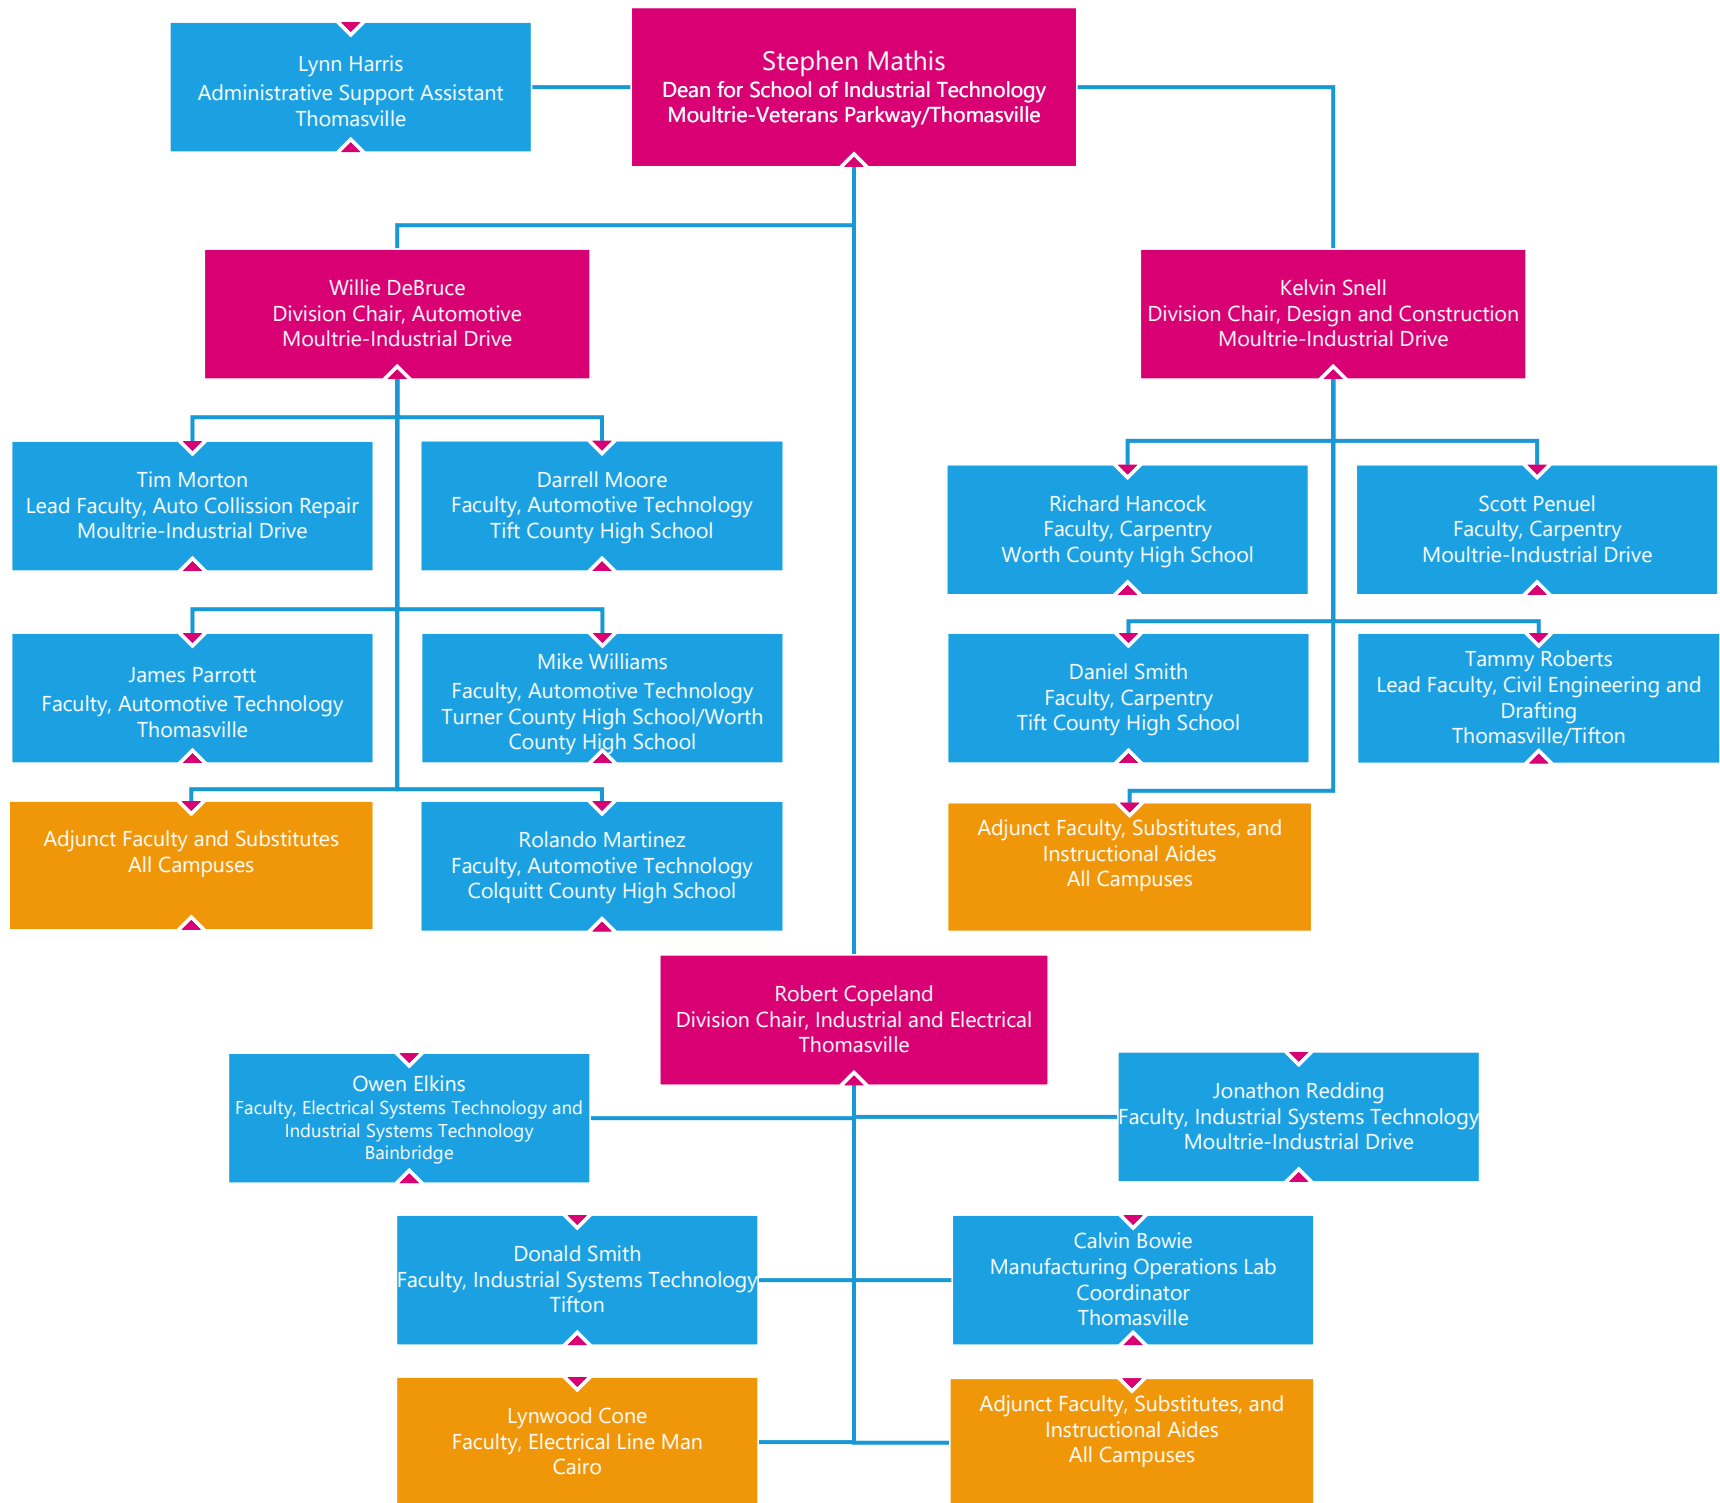 Lynn Harris
Administrative Support Assistant
Thomasville
Stephen Mathis
Dean for School of Industrial Technology
Moultrie-Veterans Parkway/Thomasville
Willie DeBruce
Division Chair, Automotive
Moultrie-Industrial Drive
Kelvin Snell
Division Chair, Design and Construction
Moultrie-Industrial Drive
Tim Morton
Lead Faculty, Auto Collission Repair
Moultrie-Industrial Drive
Darrell Moore
Faculty, Automotive Technology
Tift County High School
Richard Hancock
Faculty, Carpentry
Worth County High School
Scott Penuel
Faculty, Carpentry
Moultrie-Industrial Drive
James Parrott
Faculty, Automotive Technology
Thomasville
Mike Williams
Faculty, Automotive Technology
Turner County High School/Worth
County High School
Daniel Smith
Faculty, Carpentry
Tift County High School
Tammy Roberts
Lead Faculty, Civil Engineering and
Drafting
Thomasville/Tifton
Adjunct Faculty and Substitutes
All Campuses
Rolando Martinez
Faculty, Automotive Technology
Colquitt County High School
Adjunct Faculty, Substitutes, and
Instructional Aides
All Campuses
Robert Copeland
Division Chair, Industrial and Electrical
Thomasville
Owen Elkins
Faculty, Electrical Systems Technology and
Industrial Systems Technology
Bainbridge
Jonathon Redding
Faculty, Industrial Systems Technology
Moultrie-Industrial Drive
Donald Smith
Faculty, Industrial Systems Technology
Tifton
Calvin Bowie
Manufacturing Operations Lab
Coordinator
Thomasville
Lynwood Cone
Faculty, Electrical Line Man
Cairo
Adjunct Faculty, Substitutes, and
Instructional Aides
All Campuses